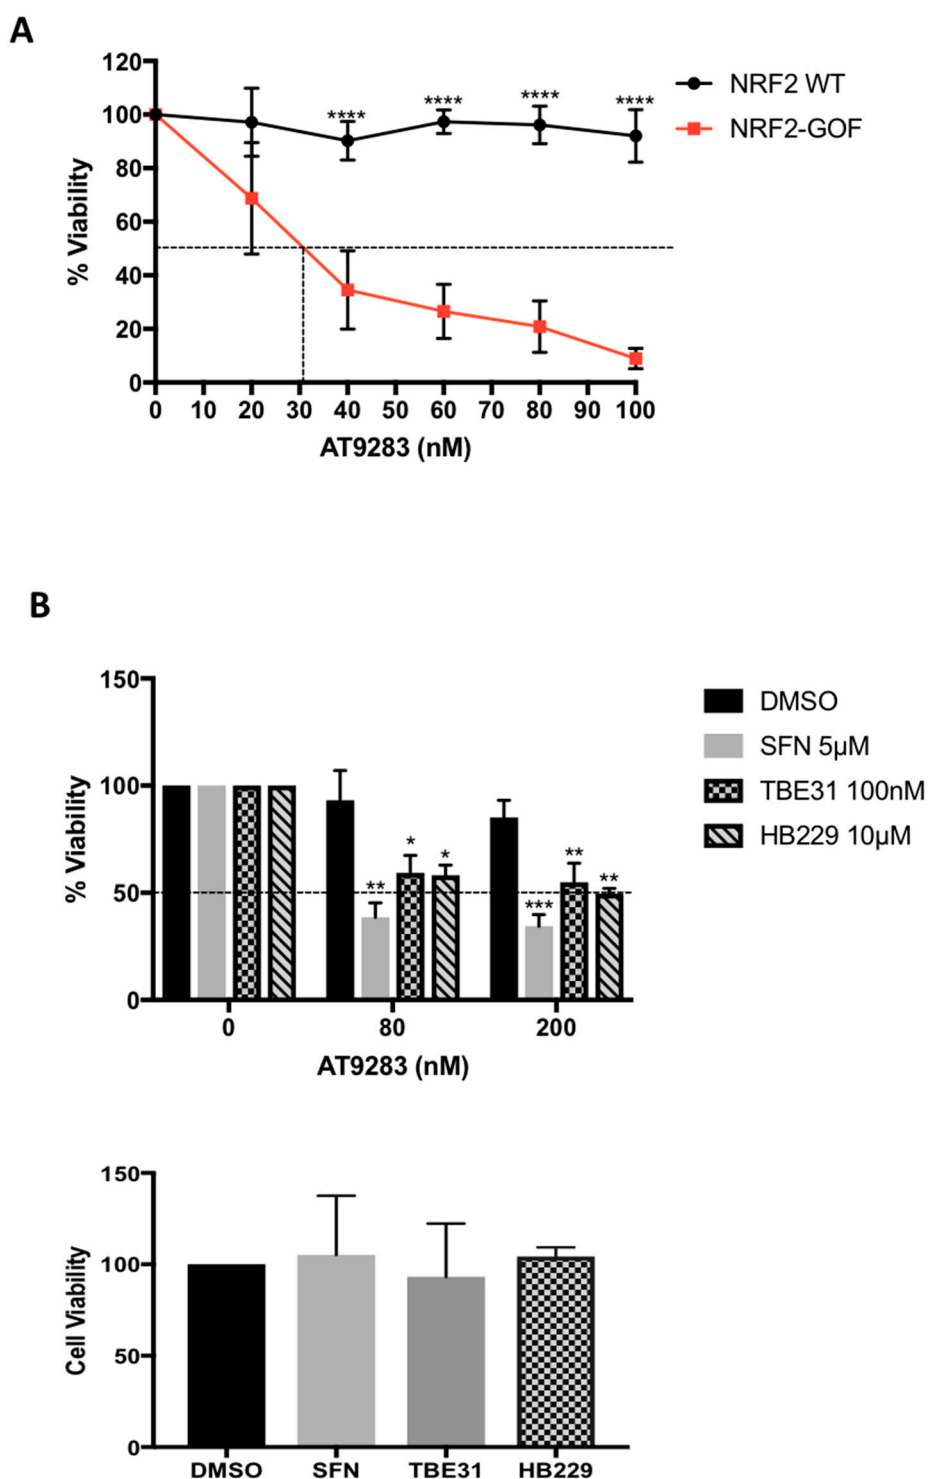 A
120
100
80
60
40
20
0
% Viability
**** **** **** ****
NRF2 WT
NRF2-GOF
0 10 20 30 40 50 60 70 80 90 100
AT9283 (nM)
B
150
100
50
0
% Viability
** * *
*** ** **
DMSO
SFN 5µM
TBE31 100nM
HB229 10µM
0 80 200
AT9283 (nM)
150
100
50
0
Cell Viability
DMSO SFN TBE31 HB229